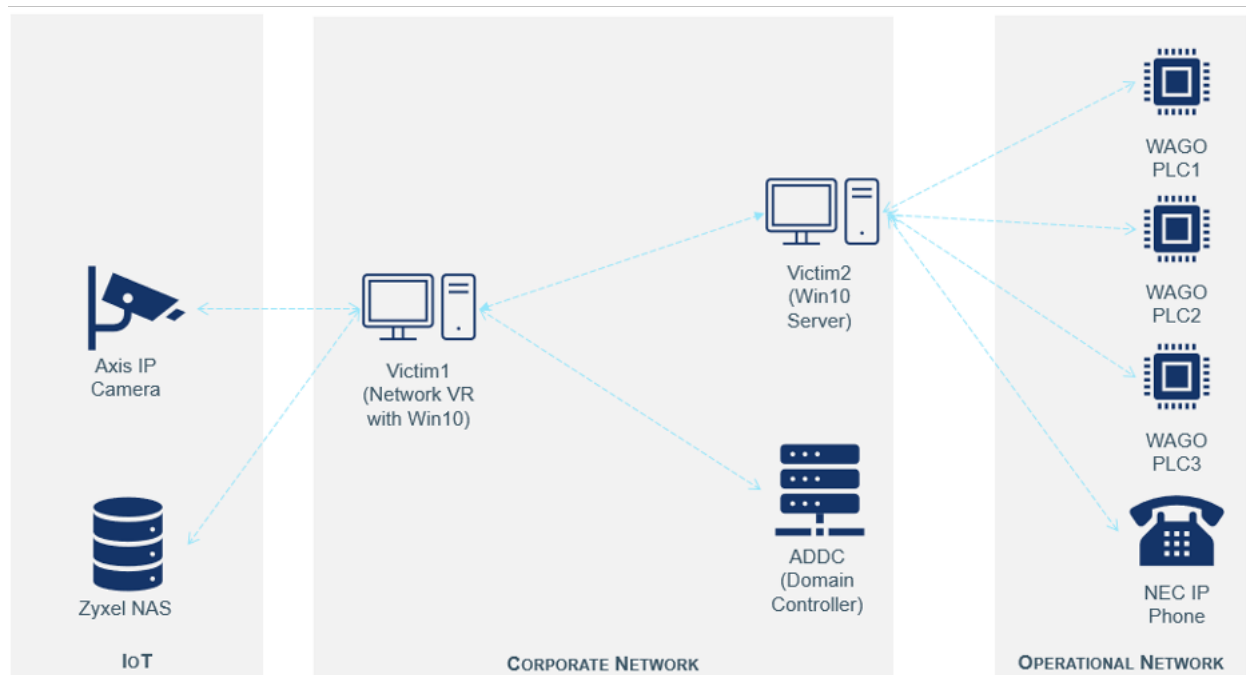 Axis IP
Camera
Zyxel NAS
IoT
Victim1
(Network VR
with Win10)
Victim2
(Win10
Server)
ADDC
(Domain
Controller)
CORPORATE NETWORK
WAGO
PLC1
WAGO
PLC2
WAGO
PLC3
NEC IP
Phone
OPERATIONAL NETWORK